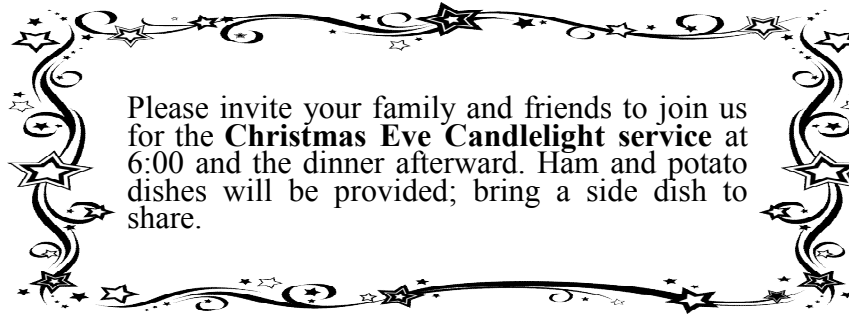 Please invite your family and friends to join us
for the Christmas Eve Candlelight service at
6:00 and the dinner afterward. Ham and potato
dishes will be provided; bring a side dish to
share.